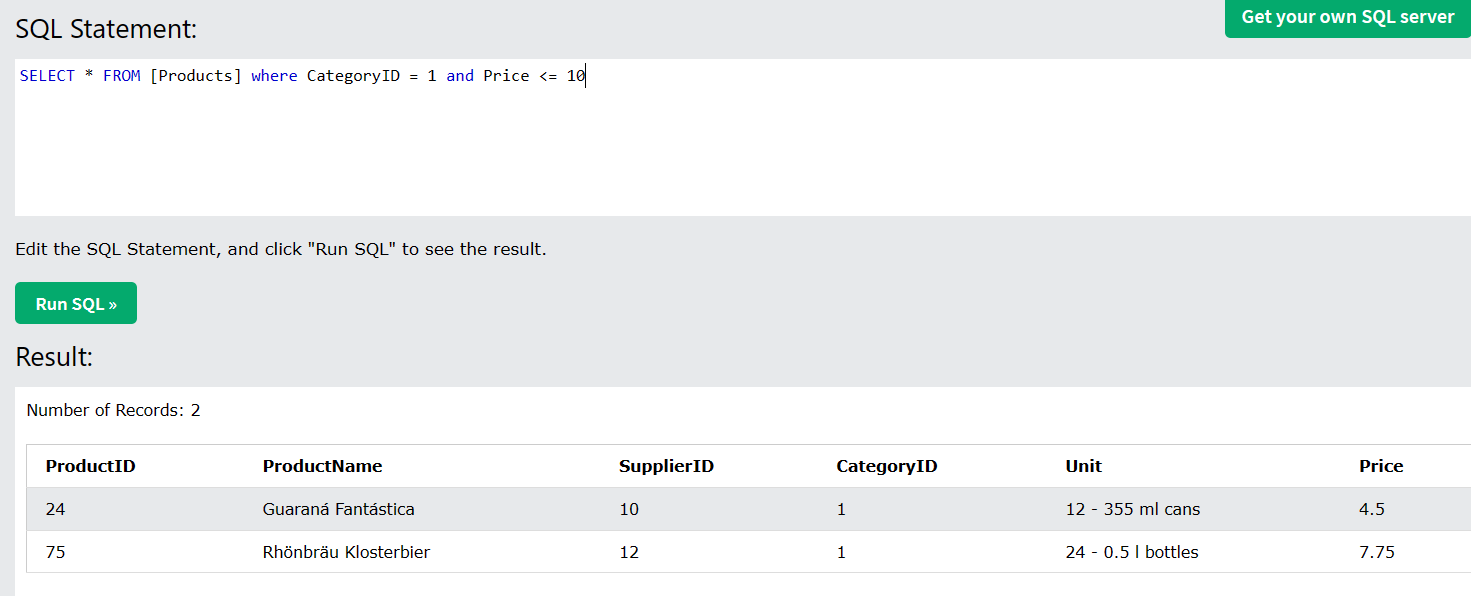 SQL Statement:
Get your own SQL server
SELECT * FROM [Products] where CategoryID = 1 and Price <= 10
Edit the SQL Statement, and click "Run SQL" to see the result.
Run SQL »
Result:
Number of Records: 2
ProductID ProductName SupplierID CategoryID Unit Price
24 Guaraná Fantástica 10 1 12 - 355 ml cans 4.5
75 Rhönbräu Klosterbier 12 1 24 - 0.5 l bottles 7.75